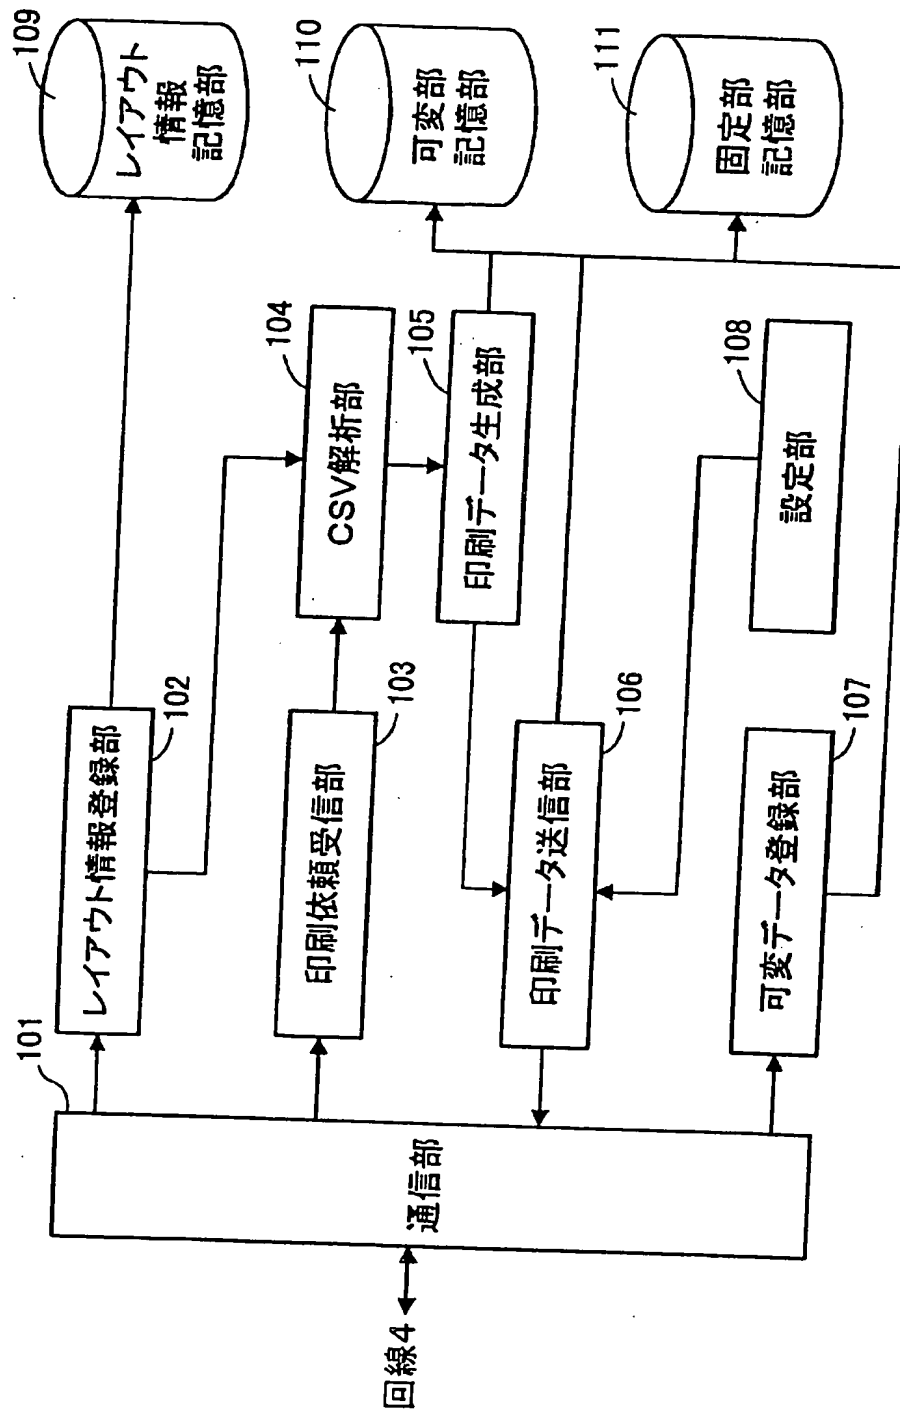 回線4
101
通信部
レイアウト情報登録部
102
109
レイアウト
情報
記憶部
印刷依頼受信部
103
104
CSV解析部
105
印刷データ生成部
110
可変部
記憶部
印刷データ送信部
106
111
固定部
記憶部
108
設定部
可変データ登録部
107